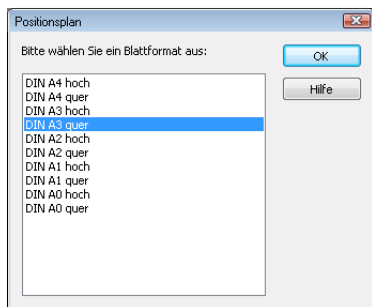 Positionsplan
Bitte wählen Sie ein Blattformat aus:
OK
Hilfe
DIN A4 hoch
DIN A4 quer
DIN A3 hoch
DIN A3 quer
DIN A2 hoch
DIN A2 quer
DIN A1 hoch
DIN A1 quer
DIN A0 hoch
DIN A0 quer